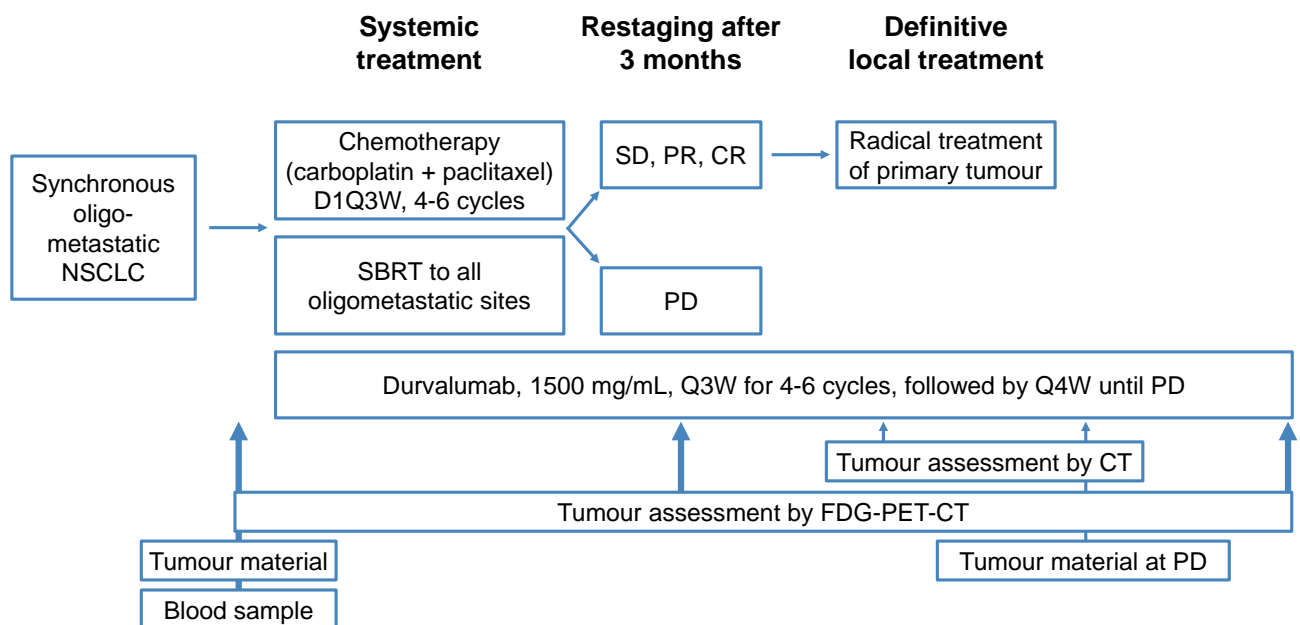 Systemic
treatment
Restaging after
3 months
Definitive
local treatment
Synchronous
oligo-
metastatic
NSCLC
Chemotherapy
(carboplatin + paclitaxel)
D1Q3W, 4-6 cycles
SBRT to all
oligometastatic sites
SD, PR, CR
PD
Radical treatment
of primary tumour
Durvalumab, 1500 mg/mL, Q3W for 4-6 cycles, followed by Q4W until PD
Tumour assessment by CT
Tumour assessment by FDG-PET-CT
Tumour material
Tumour material at PD
Blood sample